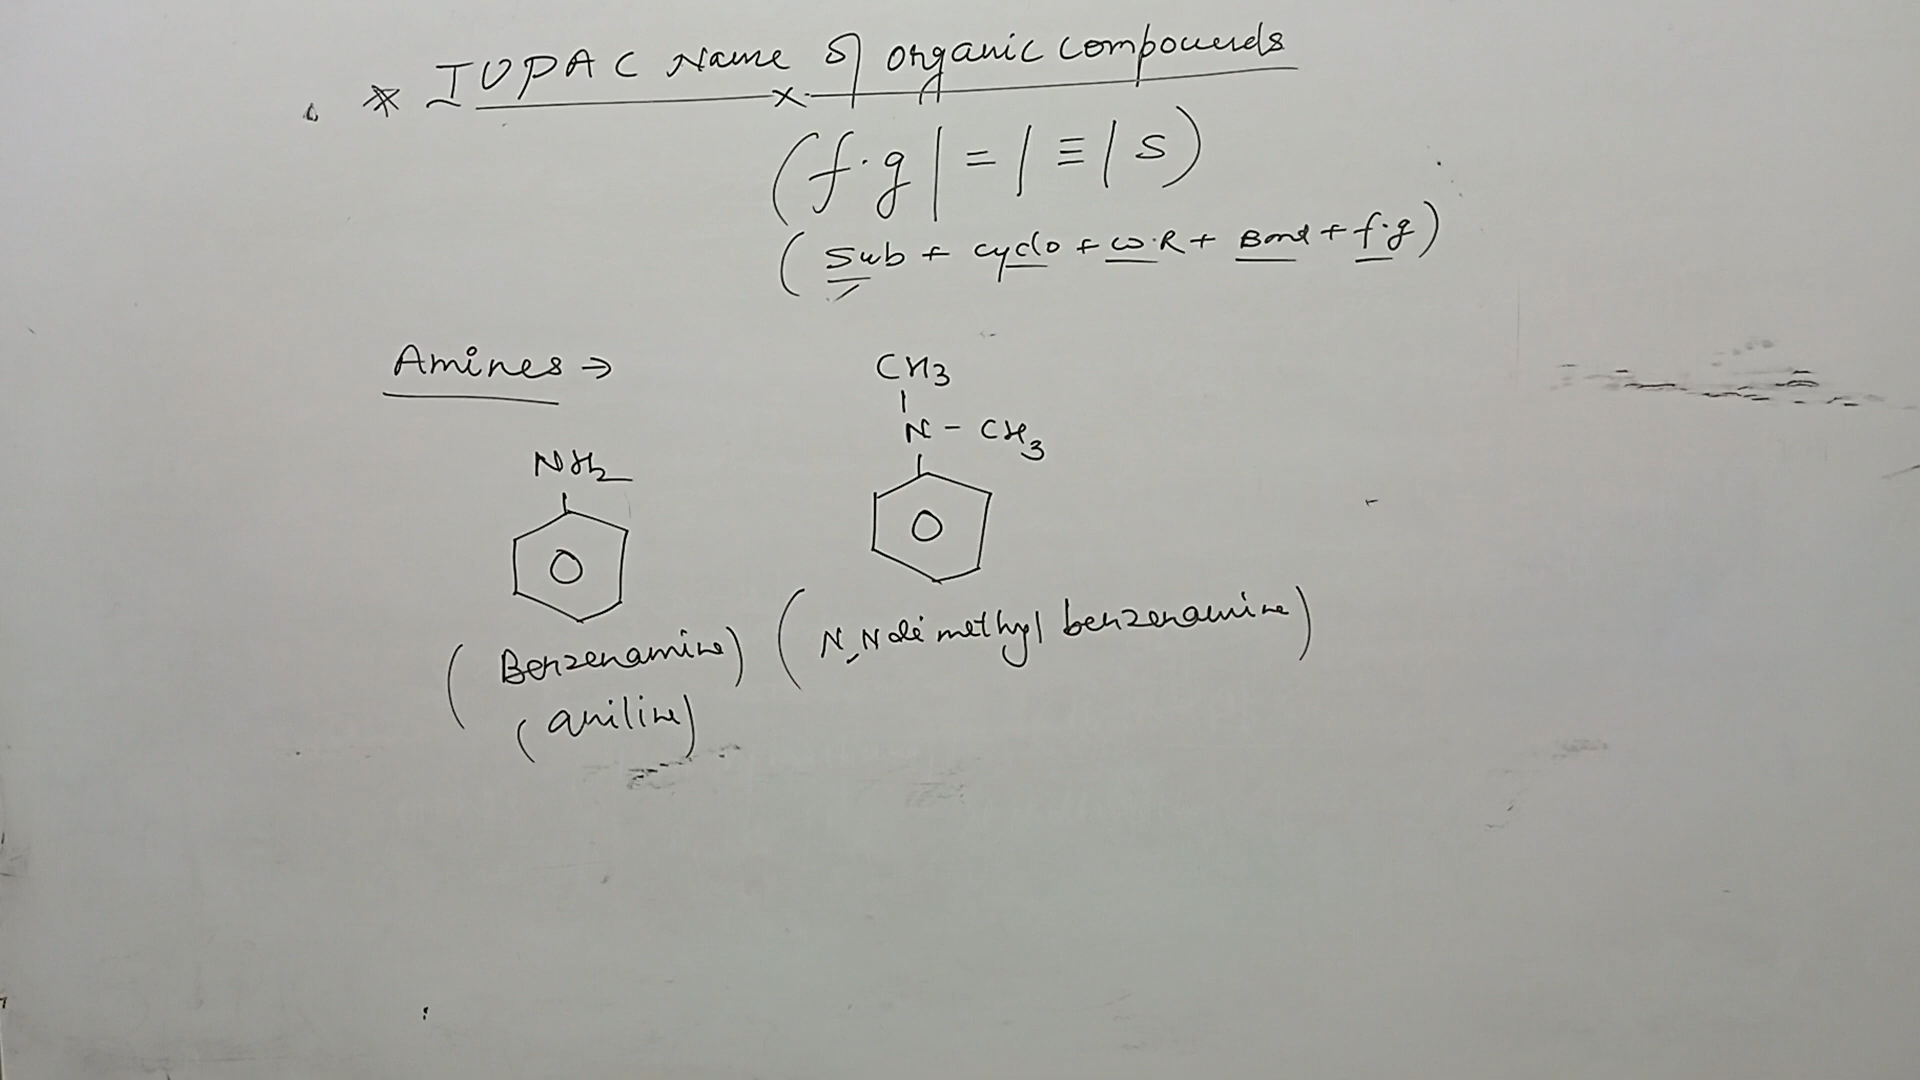 * IUPAC Name of organic compounds
(f.g | = | ≡ | S)
(Sub + cyclo + W.R + Bond + f.g)
Amines →
CH3
N - CH3
NH2
(Benzenamine)
(aniline)
(N,N dimethyl benzenamine)